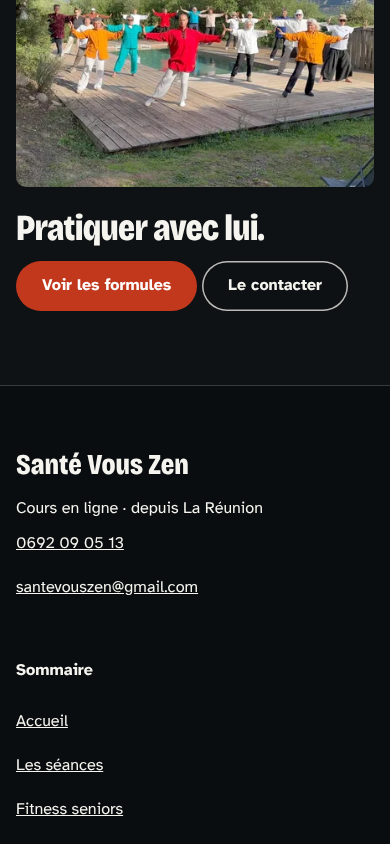 Pratiquer avec lui.
Voir les formules
Le contacter
Santé Vous Zen
Cours en ligne · depuis La Réunion
0692 09 05 13
santevouszen@gmail.com
Sommaire
Accueil
Les séances
Fitness seniors